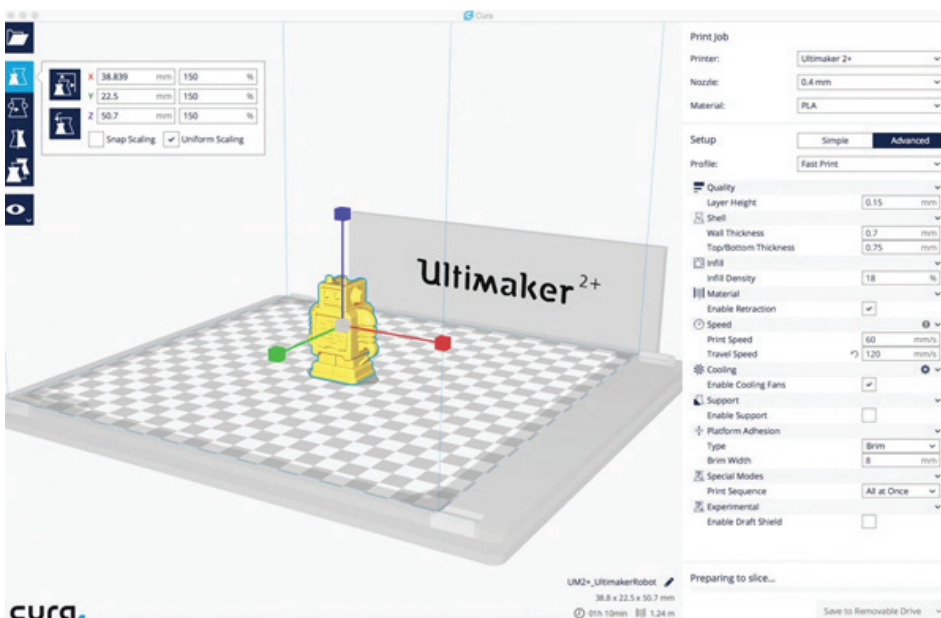 Cura
Print Job
Printer: Ultimaker 2+
Nozzle: 0.4 mm
Material: PLA
Setup Simple Advanced
Profile: Fast Print
Quality
Layer Height 0.15 mm
Shell
Wall Thickness 0.7 mm
Top/Bottom Thickness 0.75 mm
Infill
Infill Density 18 %
Material
Enable Retraction
Speed
Print Speed 60 mm/s
Travel Speed 120 mm/s
Cooling
Enable Cooling Fans
Support
Enable Support
Platform Adhesion
Type Brim
Brim Width 8 mm
Special Modes
Print Sequence All at Once
Experimental
Enable Draft Shield
Preparing to slice...
Save to Removable Drive
X 38.839 mm 150 %
Y 22.5 mm 150 %
Z 50.7 mm 150 %
Snap Scaling Uniform Scaling
Ultimaker 2+
UM2+_UltimakerRobot
38.8 x 22.5 x 50.7 mm
01h 10min 1.24 m
cura.